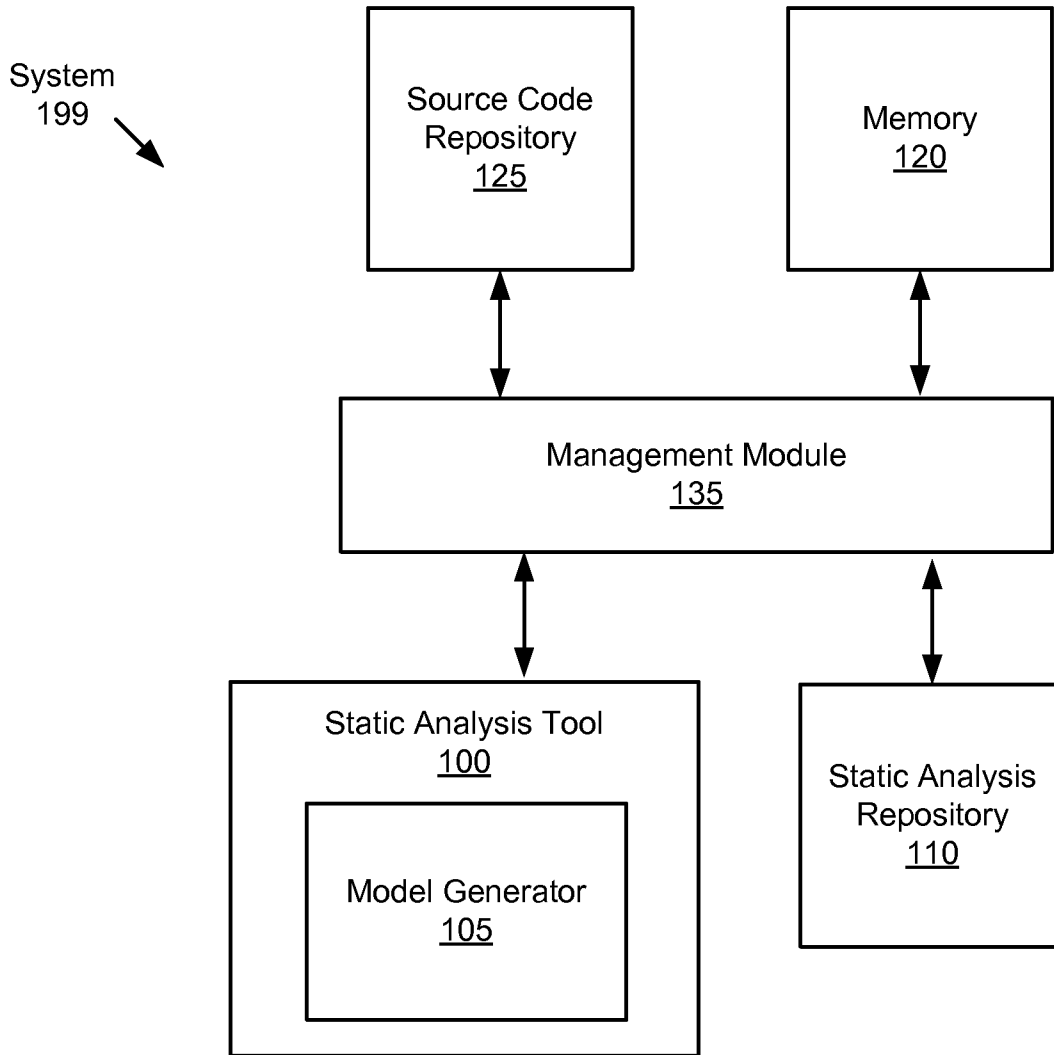 System
199
Source Code
Repository
125
Memory
120
Management Module
135
Static Analysis Tool
100
Model Generator
105
Static Analysis
Repository
110